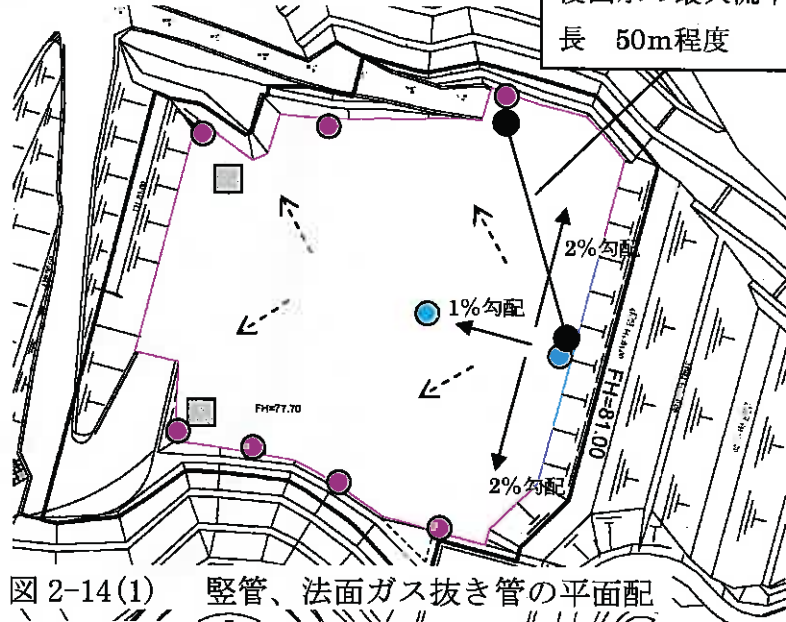 長 50m程度
2%勾配
1%勾配
FH=77.70
FH=81.00
2%勾配
図 2-14(1) 竪管、法面ガス抜き管の平面配